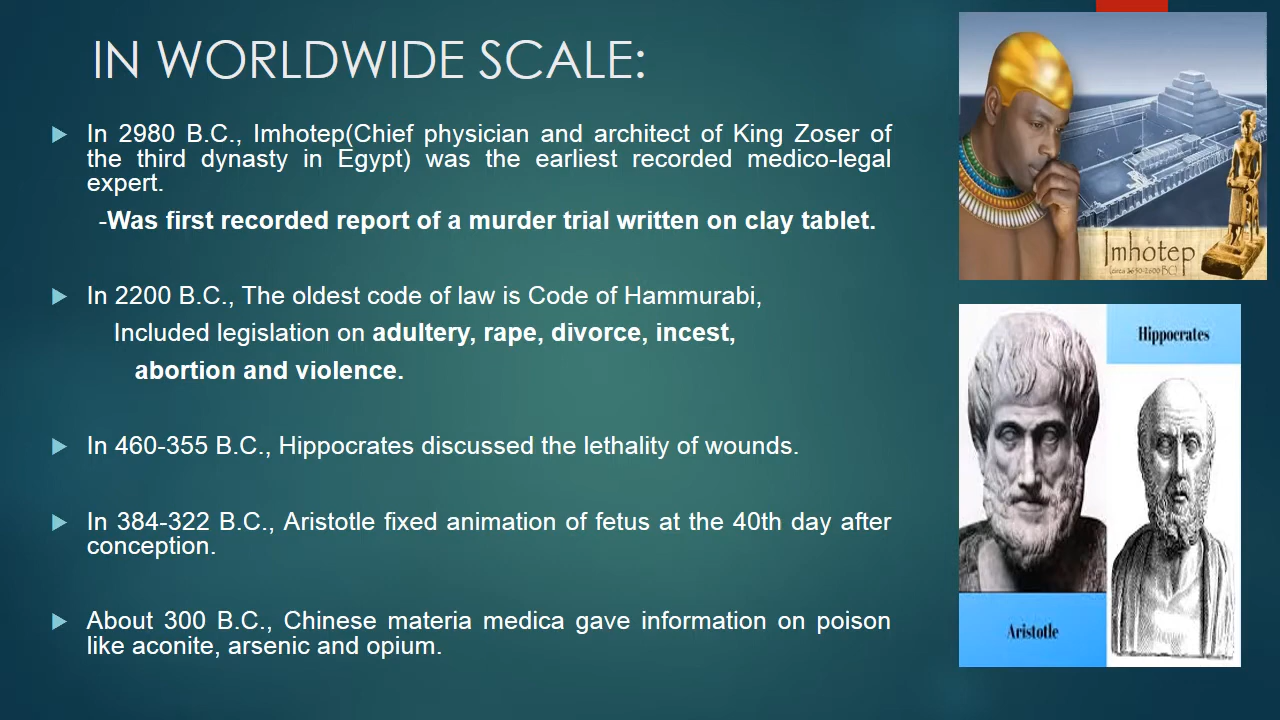 IN WORLDWIDE SCALE:
In 2980 B.C., Imhotep(Chief physician and architect of King Zoser of
the third dynasty in Egypt) was the earliest recorded medico-legal
expert.
-Was first recorded report of a murder trial written on clay tablet.
In 2200 B.C., The oldest code of law is Code of Hammurabi,
Included legislation on adultery, rape, divorce, incest,
abortion and violence.
In 460-355 B.C., Hippocrates discussed the lethality of wounds.
In 384-322 B.C., Aristotle fixed animation of fetus at the 40th day after
conception.
About 300 B.C., Chinese materia medica gave information on poison
like aconite, arsenic and opium.
Imhotep
Hippocrates
Aristotle